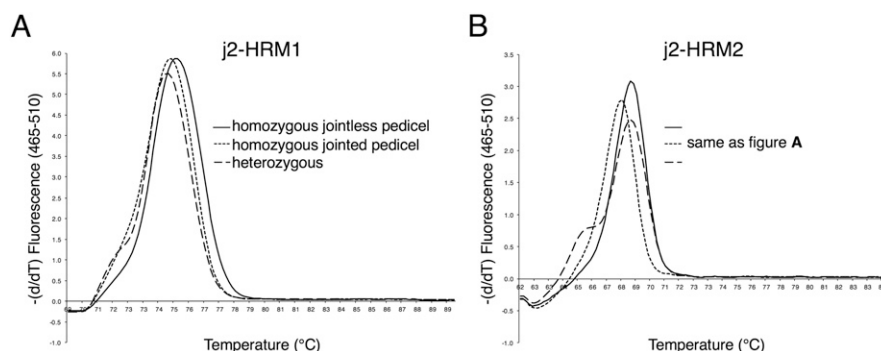 A
j2-HRM1
6.0
5.5
5.0
4.5
4.0
3.5
3.0
2.5
2.0
1.5
1.0
0.5
0.0
-0.5
-1.0
-(d/dT) Fluorescence (465-510)
homozygous jointless pedicel
homozygous jointed pedicel
heterozygous
71 72 73 74 75 76 77 78 79 80 81 82 83 84 85 86 87 88 89
Temperature (°C)
B
j2-HRM2
3.5
3.0
2.5
2.0
1.5
1.0
0.5
0.0
-0.5
-1.0
-(d/dT) Fluorescence (465-510)
same as figure A
62 63 64 65 66 67 68 69 70 71 72 73 74 75 76 77 78 79 80 81 82 83
Temperature (°C)